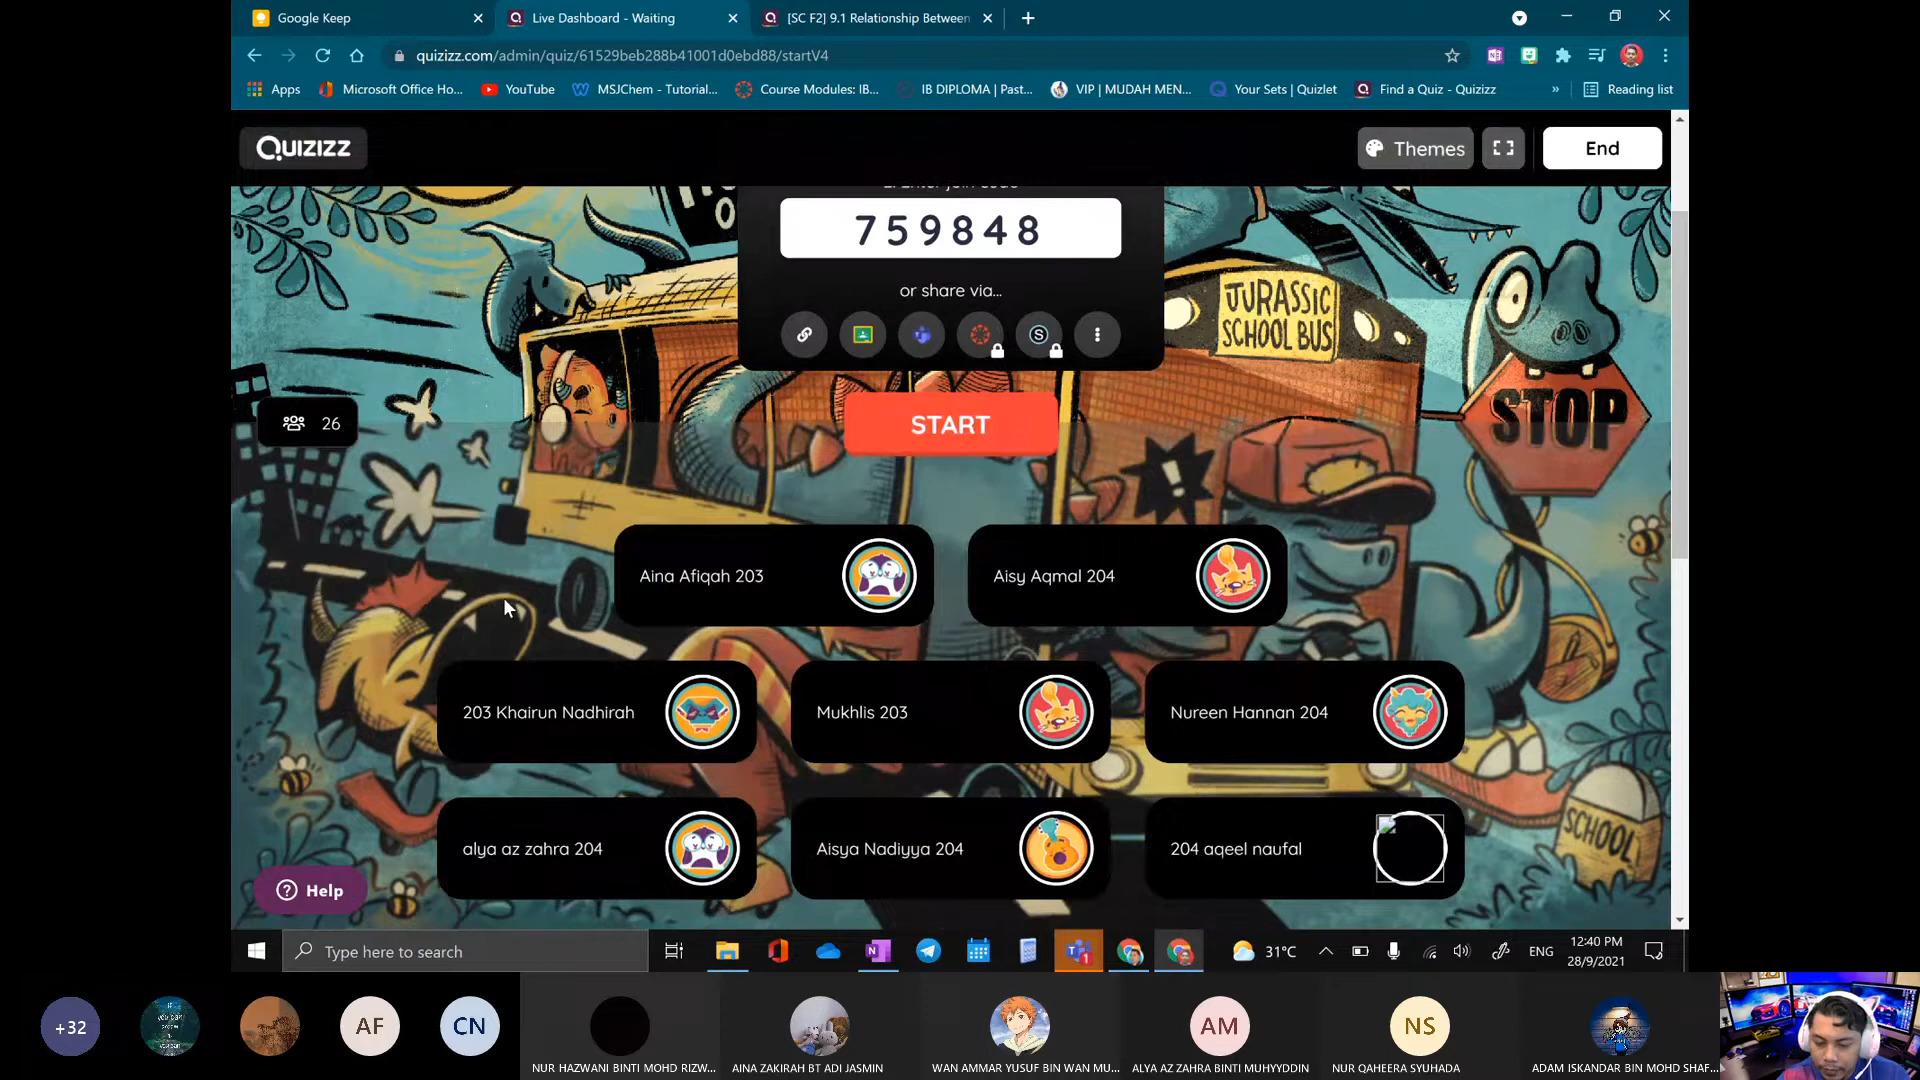 Google Keep
Live Dashboard - Waiting
[SC F2] 9.1 Relationship Between
quizizz.com/admin/quiz/61529beb288b41001d0ebd88/startV4
Apps
Microsoft Office Ho...
YouTube
MSJChem - Tutorial...
Course Modules: IB...
IB DIPLOMA | Past...
VIP | MUDAH MEN...
Your Sets | Quizlet
Find a Quiz - Quizizz
»
Reading list
QUIZIZZ
Themes
End
2. Enter join code
759848
or share via...
JURASSIC
SCHOOL BUS
STOP
26
START
Aina Afiqah 203
Aisy Aqmal 204
203 Khairun Nadhirah
Mukhlis 203
Nureen Hannan 204
alya az zahra 204
Aisya Nadiyya 204
204 aqeel naufal
SCHOOL
Help
Type here to search
31°C
ENG
12:40 PM
28/9/2021
+32
AF
CN
AM
NS
NUR HAZWANI BINTI MOHD RIZW...
AINA ZAKIRAH BT ADI JASMIN
WAN AMMAR YUSUF BIN WAN MU...
ALYA AZ ZAHRA BINTI MUHYYDDIN
NUR QAHEERA SYUHADA
ADAM ISKANDAR BIN MOHD SHAF...